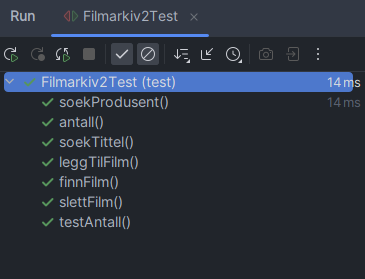 Run Filmarkiv2Test ×
Filmarkiv2Test (test) 14 ms
soekProdusent() 14 ms
antall()
soekTittel()
leggTilFilm()
finnFilm()
slettFilm()
testAntall()